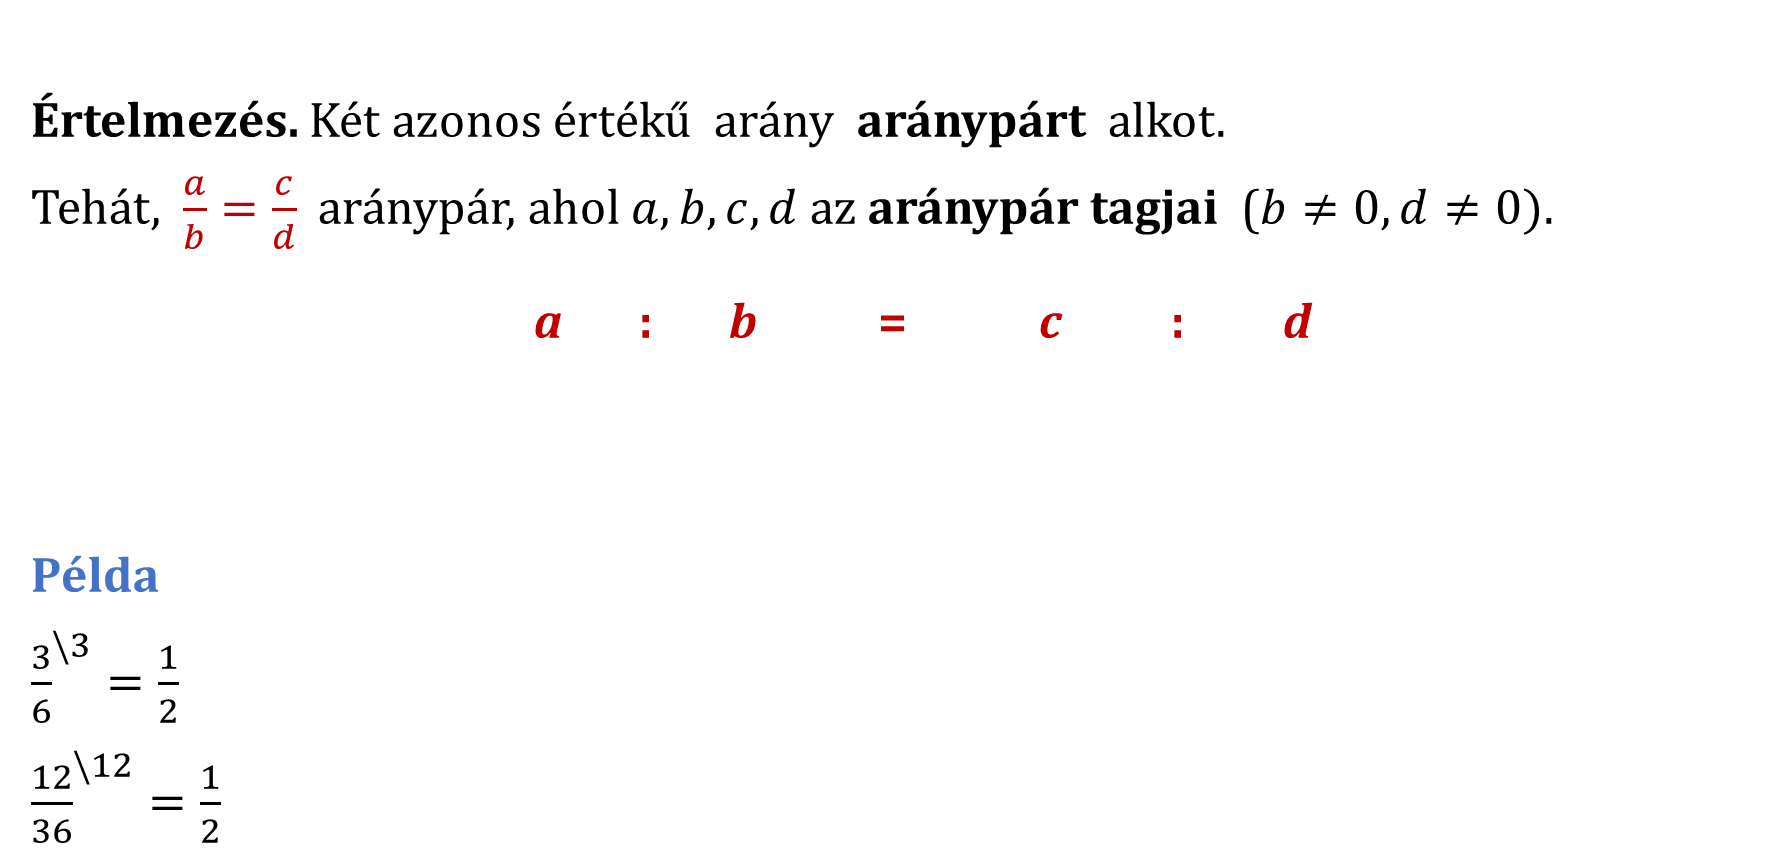 Értelmezés. Két azonos értékű arány aránypárt alkot.
Tehát, a/b = c/d aránypár, ahol a, b, c, d az aránypár tagjai (b ≠ 0, d ≠ 0).
a : b = c : d
Példa
3/6 \3 = 1/2
12/36 \12 = 1/2